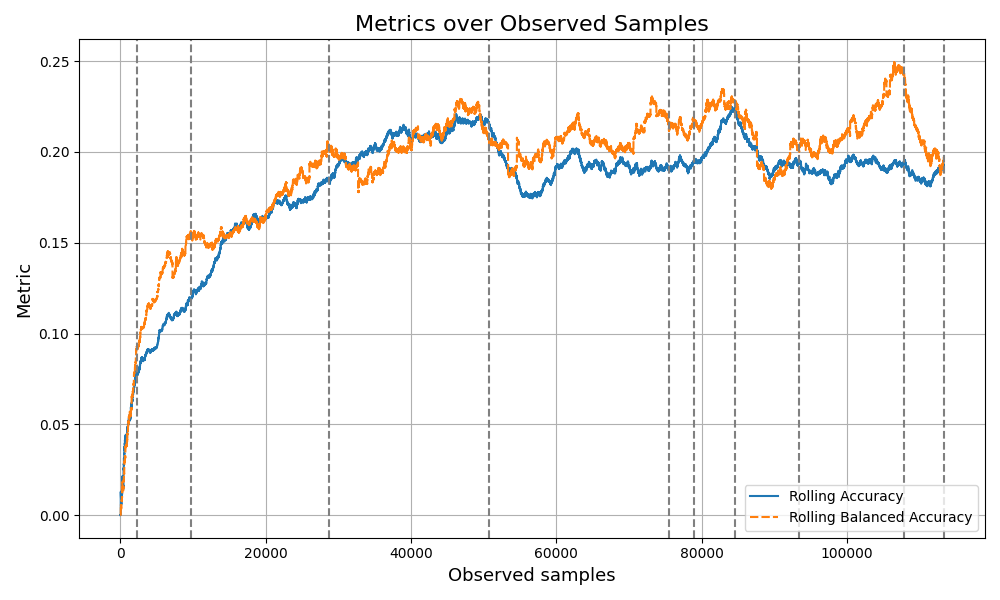 Metrics over Observed Samples
0.25
0.20
0.15
0.10
0.05
0.00
Metric
0
20000
40000
60000
80000
100000
Observed samples
Rolling Accuracy
Rolling Balanced Accuracy